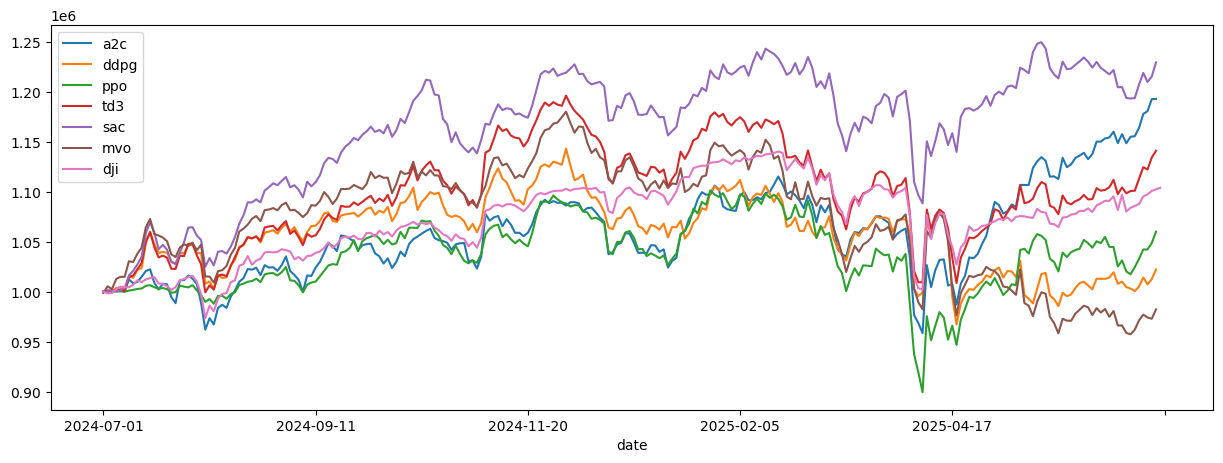 1e6
1.25
1.20
1.15
1.10
1.05
1.00
0.95
0.90
a2c
ddpg
ppo
td3
sac
mvo
dji
2024-07-01
2024-09-11
2024-11-20
2025-02-05
2025-04-17
date